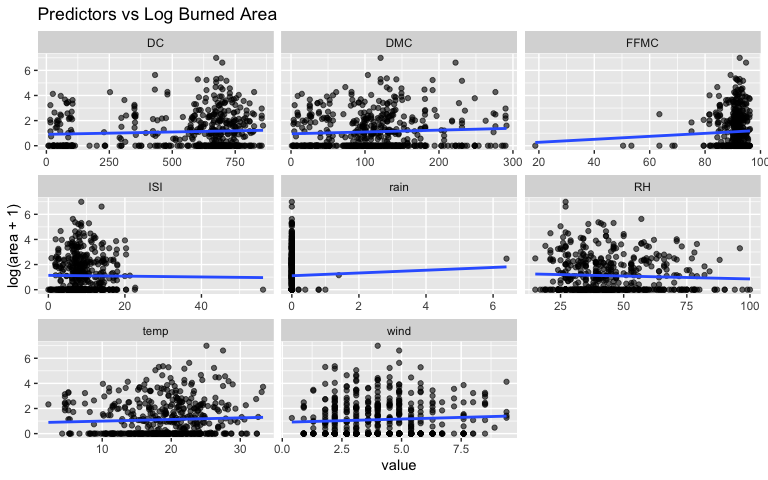 Predictors vs Log Burned Area
DC DMC FFMC
6
4
2
0
0 250 500 750 0 100 200 300 20 40 60 80 100
ISI rain RH
6
4
2
0
0 20 40 0 2 4 6 25 50 75 100
temp wind
6
4
2
0
10 20 30 0.0 2.5 5.0 7.5
log(area + 1)
value